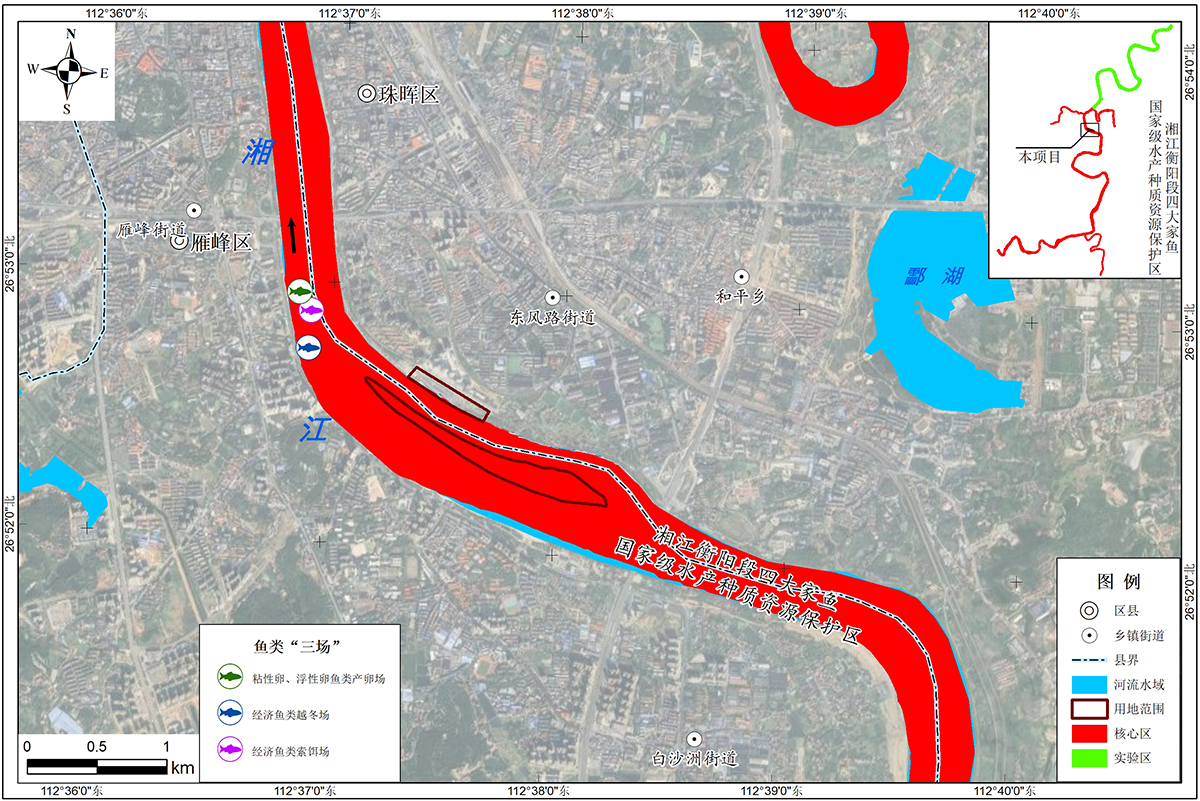 112°36'0"东
112°37'0"东
112°38'0"东
112°39'0"东
112°40'0"东
N
W
E
S
26°54'0"北
珠晖区
湘江衡阳段四大家鱼
国家级水产种质资源保护区
本项目
湘
雁峰街道
雁峰区
26°53'0"北
酃 湖
和平乡
东风路街道
26°53'0"北
江
26°52'0"北
湘江衡阳段四大家鱼
国家级水产种质资源保护区
26°52'0"北
图 例
区县
乡镇街道
县界
河流水域
用地范围
核心区
实验区
鱼类“三场”
粘性卵、浮性卵鱼类产卵场
经济鱼类越冬场
经济鱼类索饵场
白沙洲街道
0 0.5 1
km
112°36'0"东
112°37'0"东
112°38'0"东
112°39'0"东
112°40'0"东